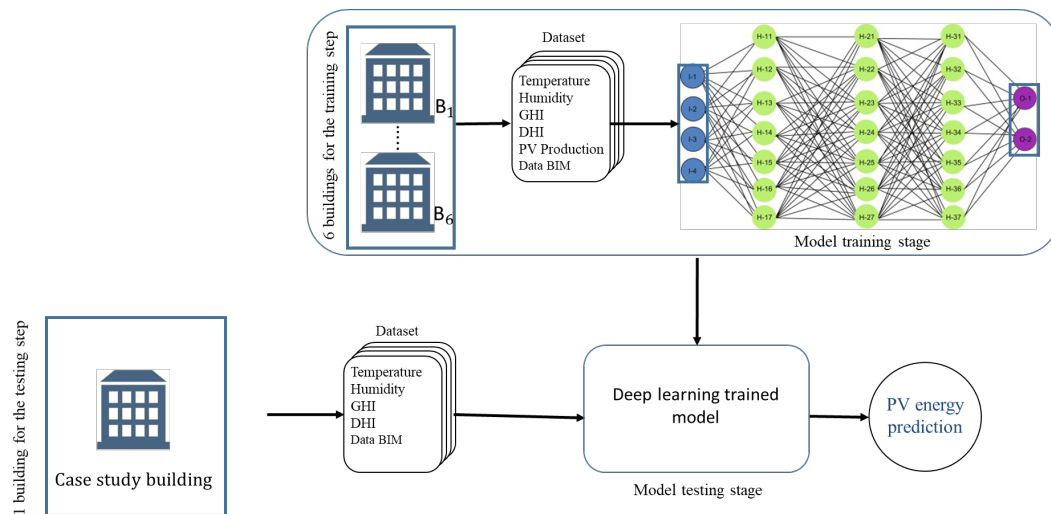 6 buildings for the training step
B1
B6
Dataset
Temperature
Humidity
GHI
DHI
PV Production
Data BIM
I-1
I-2
I-3
I-4
H-11
H-12
H-13
H-14
H-15
H-16
H-17
H-21
H-22
H-23
H-24
H-25
H-26
H-27
H-31
H-32
H-33
H-34
H-35
H-36
H-37
O-1
O-2
Model training stage
1 building for the testing step
Case study building
Dataset
Temperature
Humidity
GHI
DHI
Data BIM
Deep learning trained
model
Model testing stage
PV energy
prediction